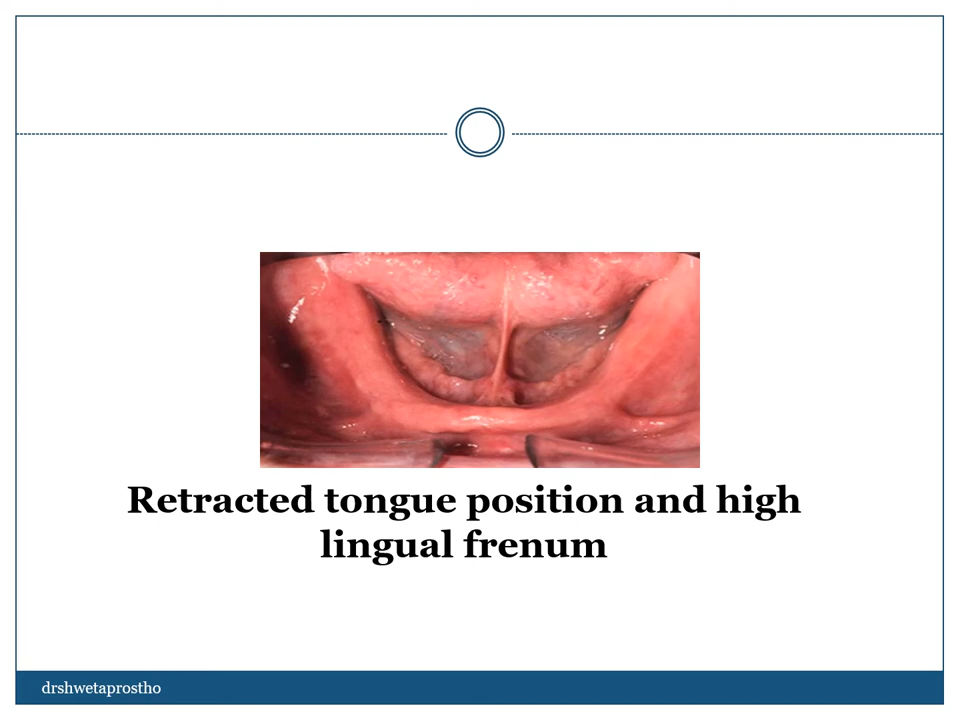 Retracted tongue position and high
lingual frenum
drshwetaprostho